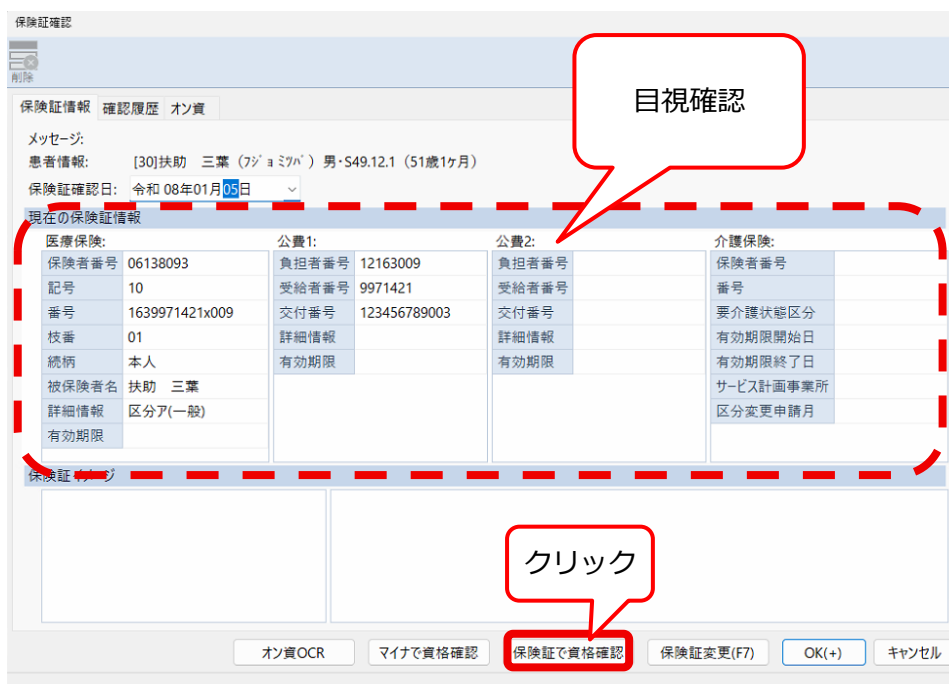 保険証確認
削除
保険証情報 確認履歴 オン資
メッセージ:
患者情報: [30]扶助 三葉 (フジョ ミツバ) 男・S49.12.1 (51歳1ヶ月)
保険証確認日: 令和 08年01月05日
目視確認
現在の保険証情報
医療保険: 公費1: 公費2: 介護保険:
保険者番号 06138093 負担者番号 12163009 負担者番号 保険者番号
記号 10 受給者番号 9971421 受給者番号 番号
番号 1639971421x009 交付番号 123456789003 交付番号 要介護状態区分
枝番 01 詳細情報 詳細情報 有効期限開始日
続柄 本人 有効期限 有効期限 有効期限終了日
被保険者名 扶助 三葉 サービス計画事業所
詳細情報 区分ア(一般) 区分変更申請月
有効期限
保険証イメージ
クリック
オン資OCR マイナで資格確認 保険証で資格確認 保険証変更(F7) OK(+) キャンセル